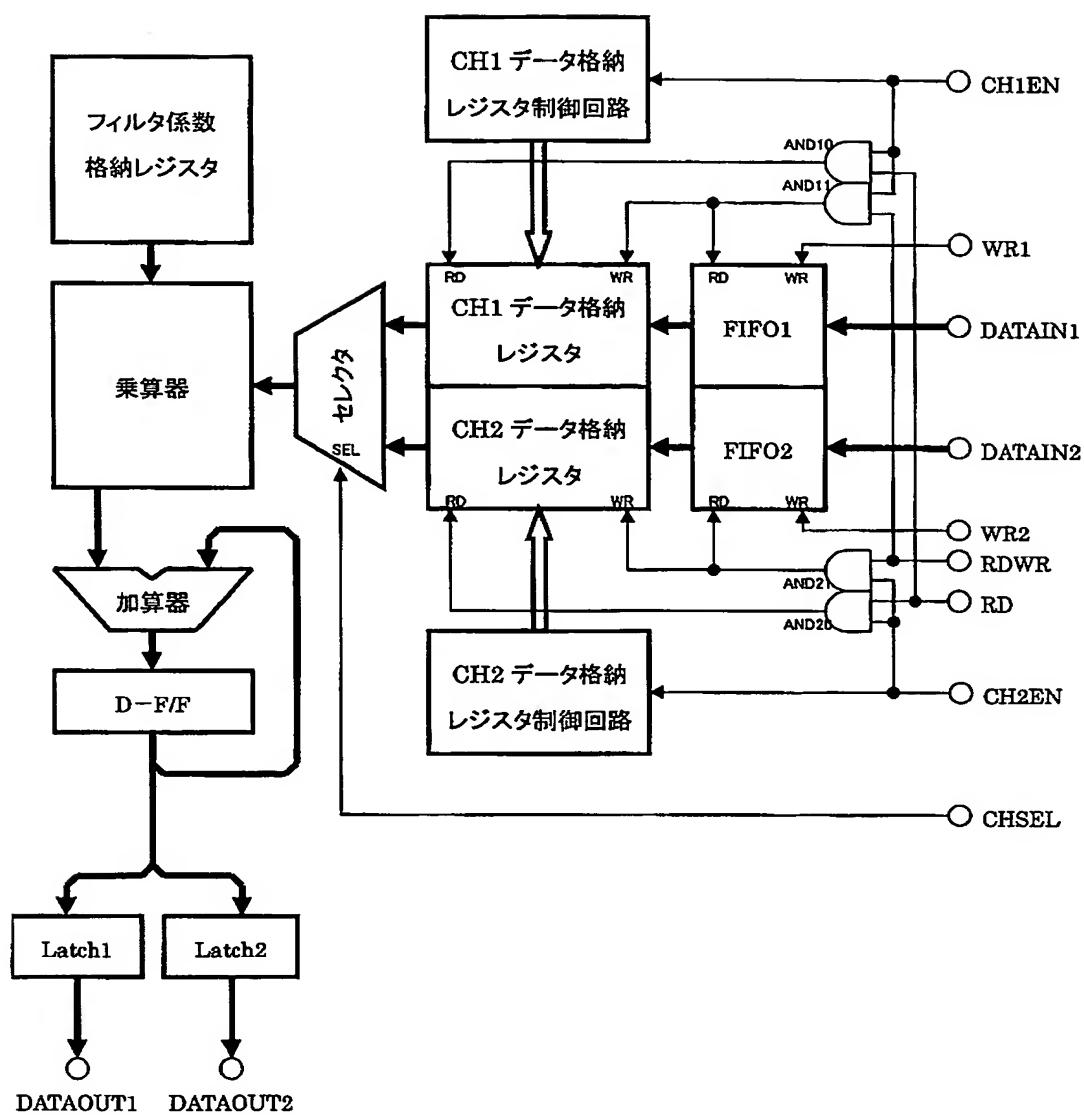 CH1 データ格納
レジスタ制御回路
CH1EN
フィルタ係数
格納レジスタ
AND10
AND11
WR1
RD
WR
RD
WR
CH1 データ格納
レジスタ
FIFO1
DATAIN1
乗算器
セレクタ
SEL
CH2 データ格納
レジスタ
FIFO2
DATAIN2
RD
WR
RD
WR
WR2
RDWR
AND21
加算器
RD
AND20
CH2 データ格納
レジスタ制御回路
CH2EN
D－F/F
CHSEL
Latch1
Latch2
DATAOUT1
DATAOUT2